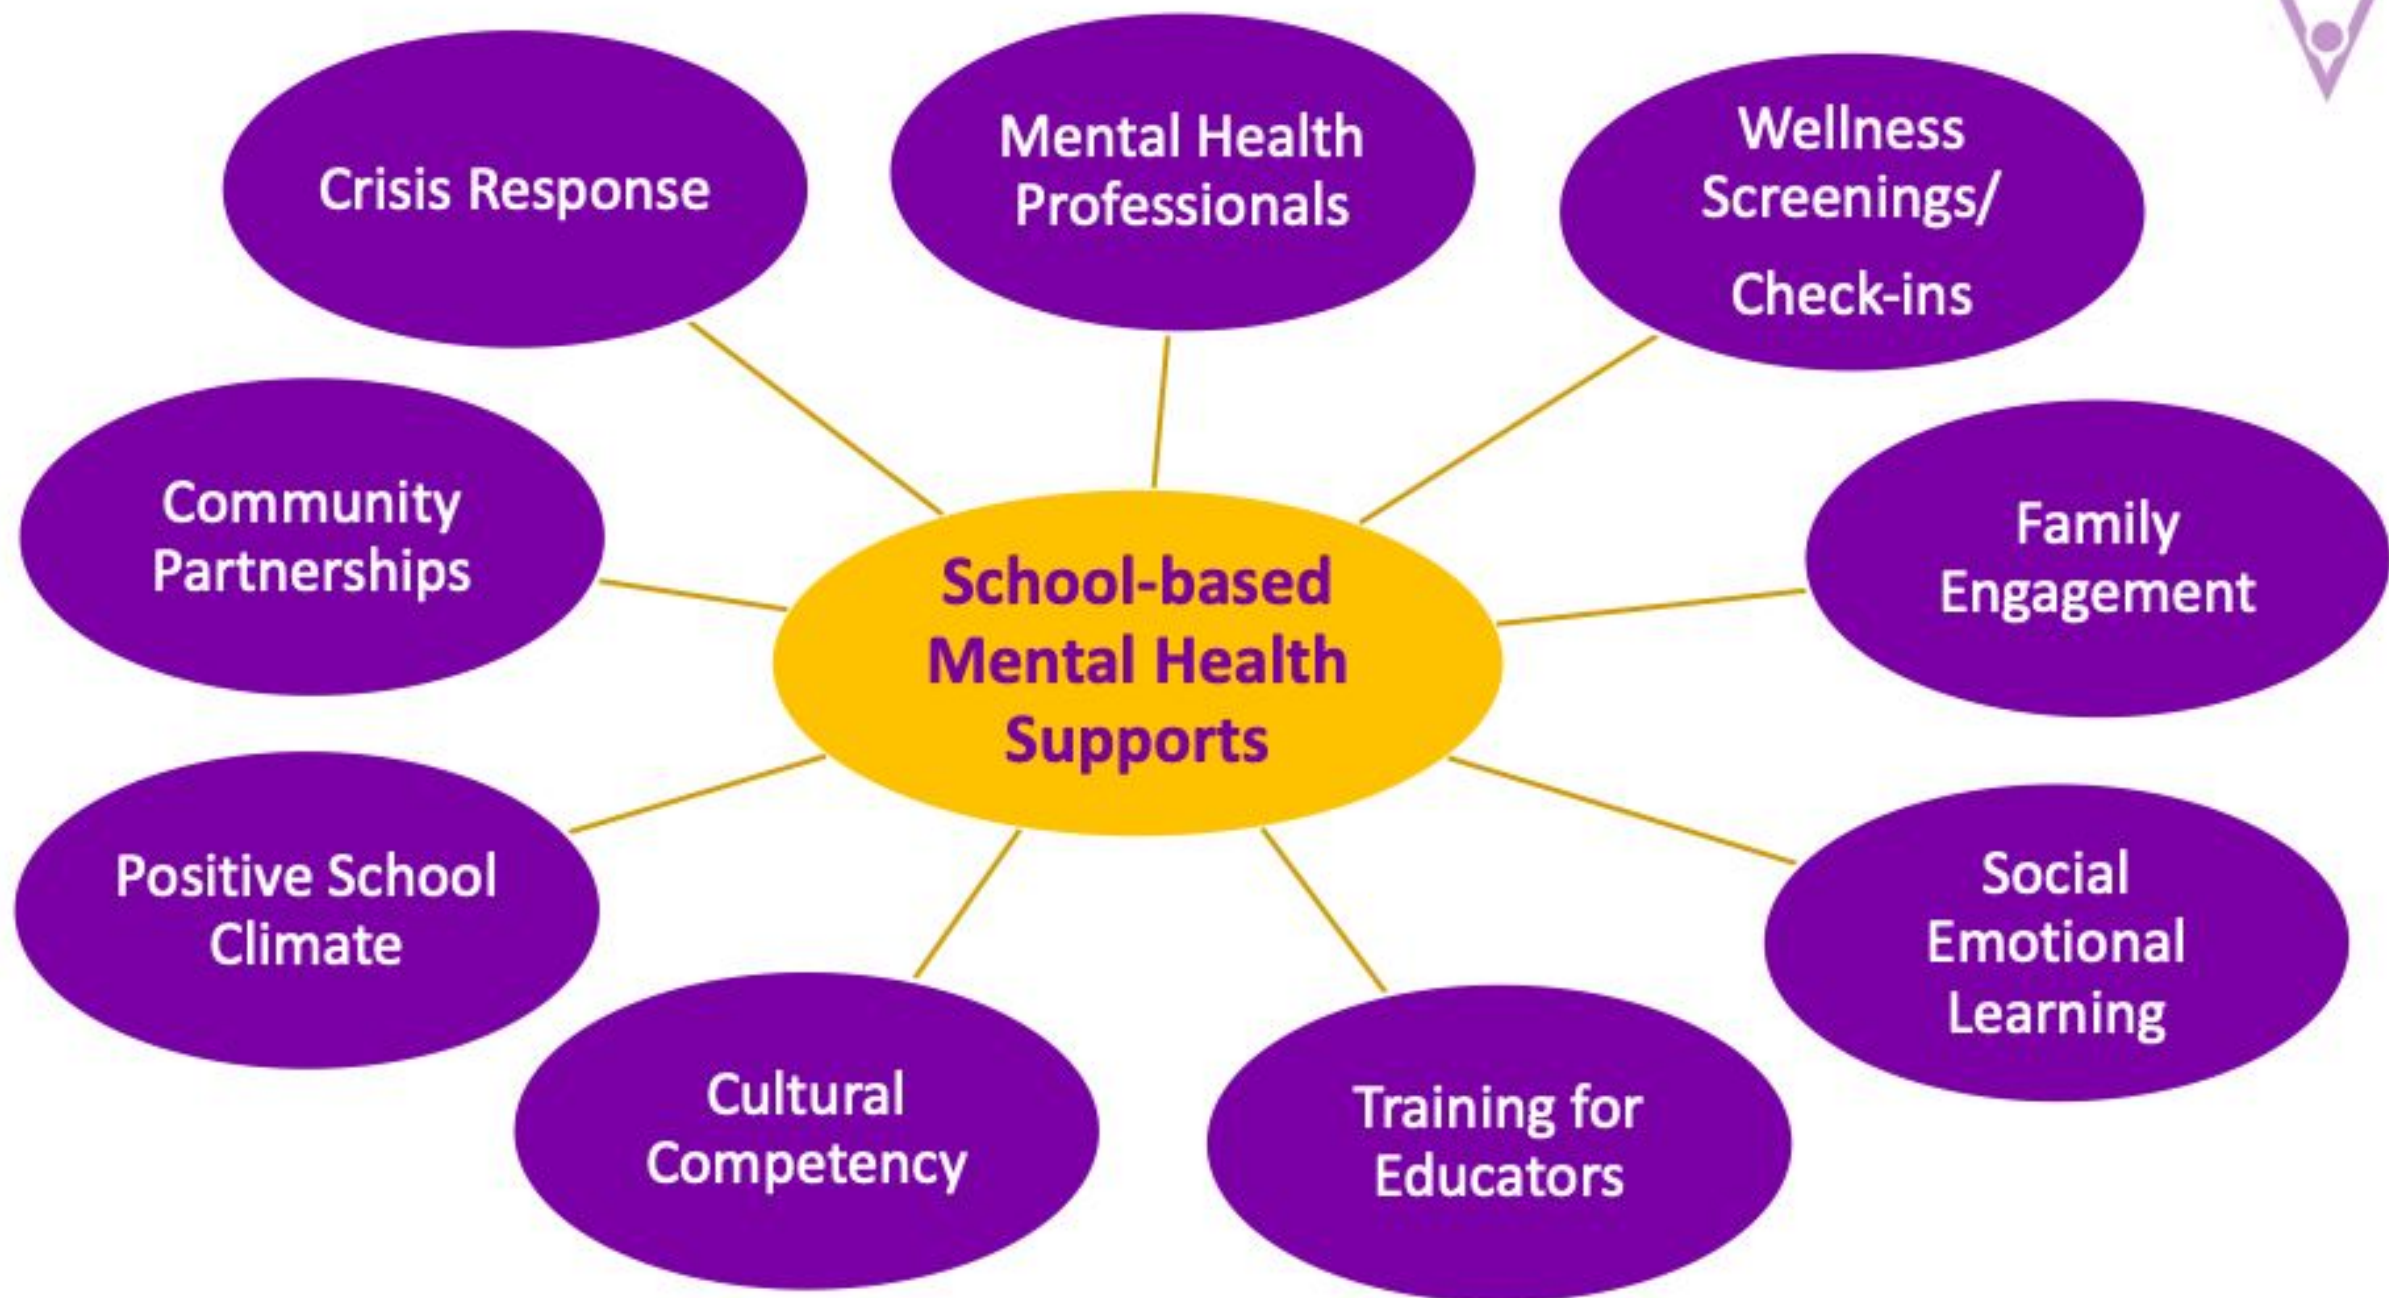 Crisis Response
Mental Health
Professionals
Wellness
Screenings/
Check-ins
Community
Partnerships
School-based
Mental Health
Supports
Family
Engagement
Positive School
Climate
Social
Emotional
Learning
Cultural
Competency
Training for
Educators